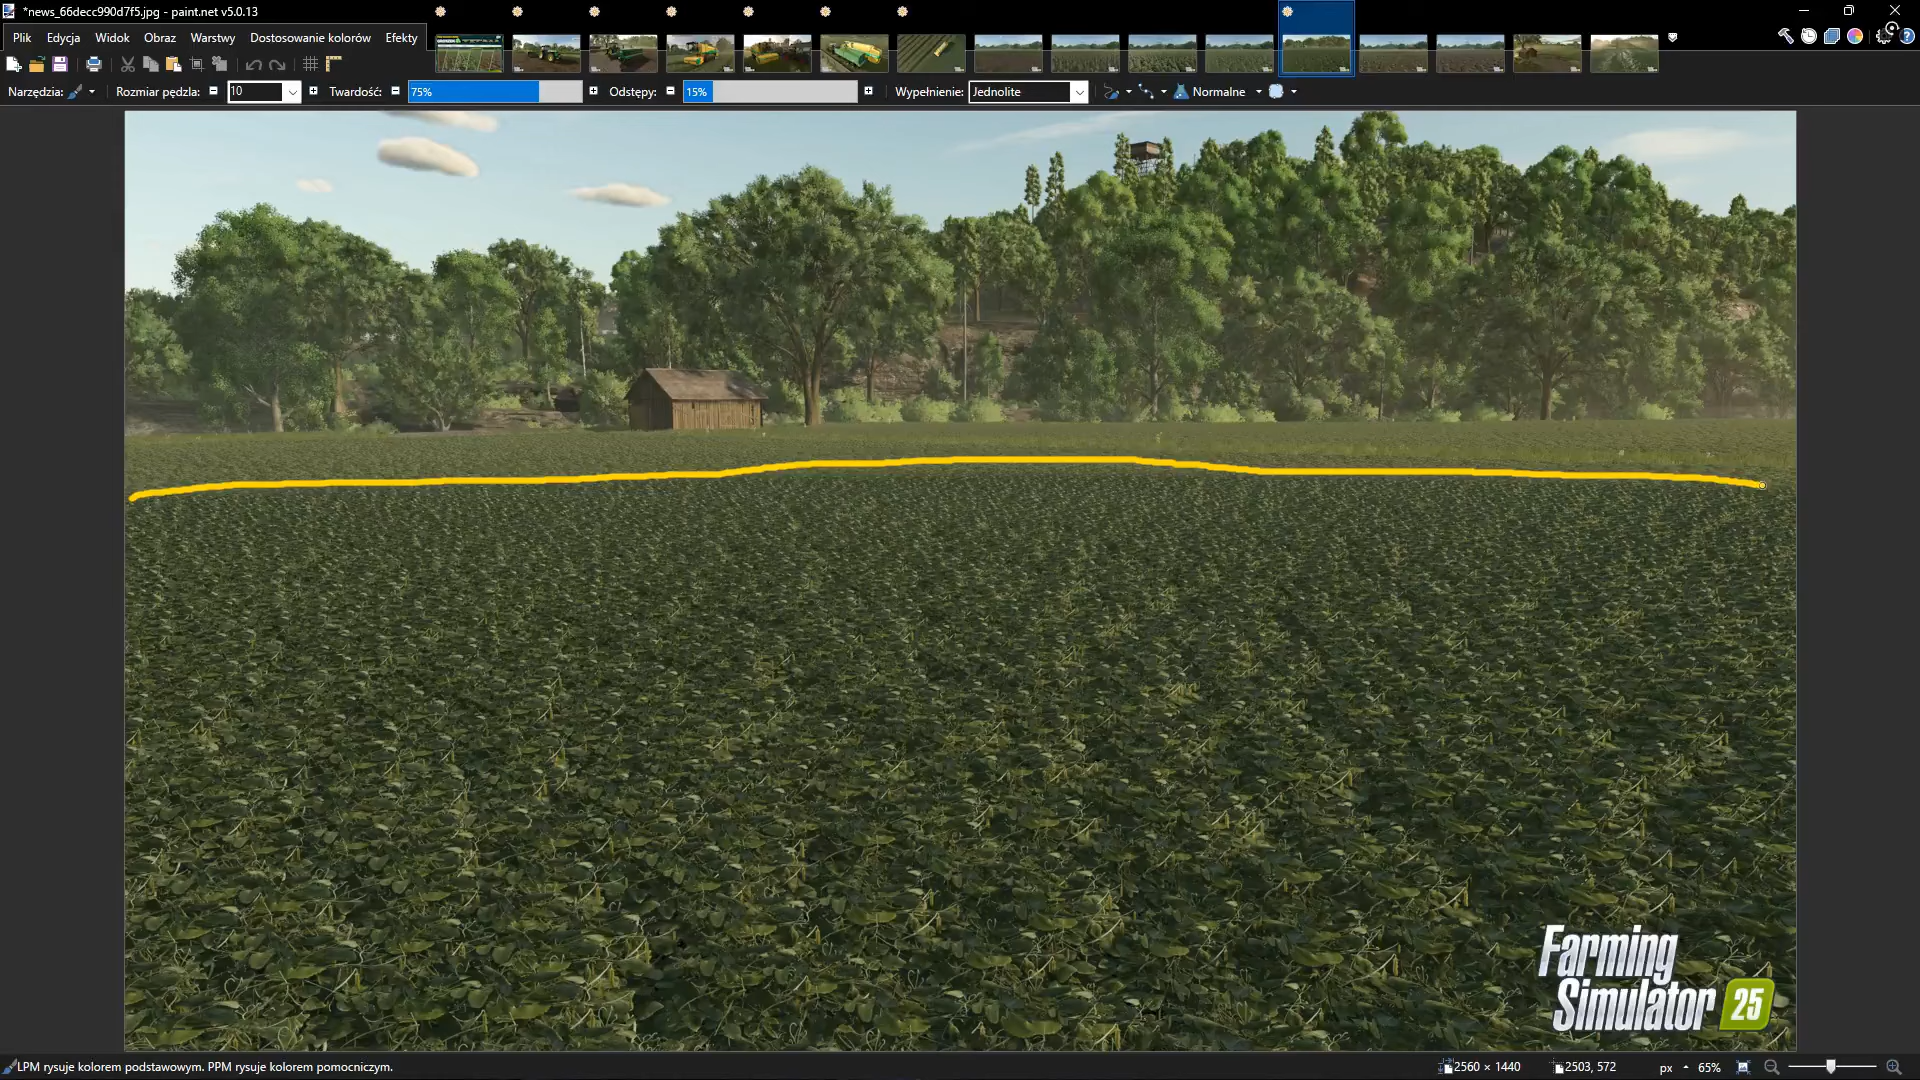 *news_66decc990d7f5.jpg - paint.net v5.0.13
Plik Edycja Widok Obraz Warstwy Dostosowanie kolorów Efekty
Narzędzia: Rozmiar pędzla: 10 Twardość: 75% Odstępy: 15% Wypełnienie: Jednolite Normalne
Farming
Simulator 25
LPM rysuje kolorem podstawowym. PPM rysuje kolorem pomocniczym. 2560 × 1440 2503, 572 px 65%